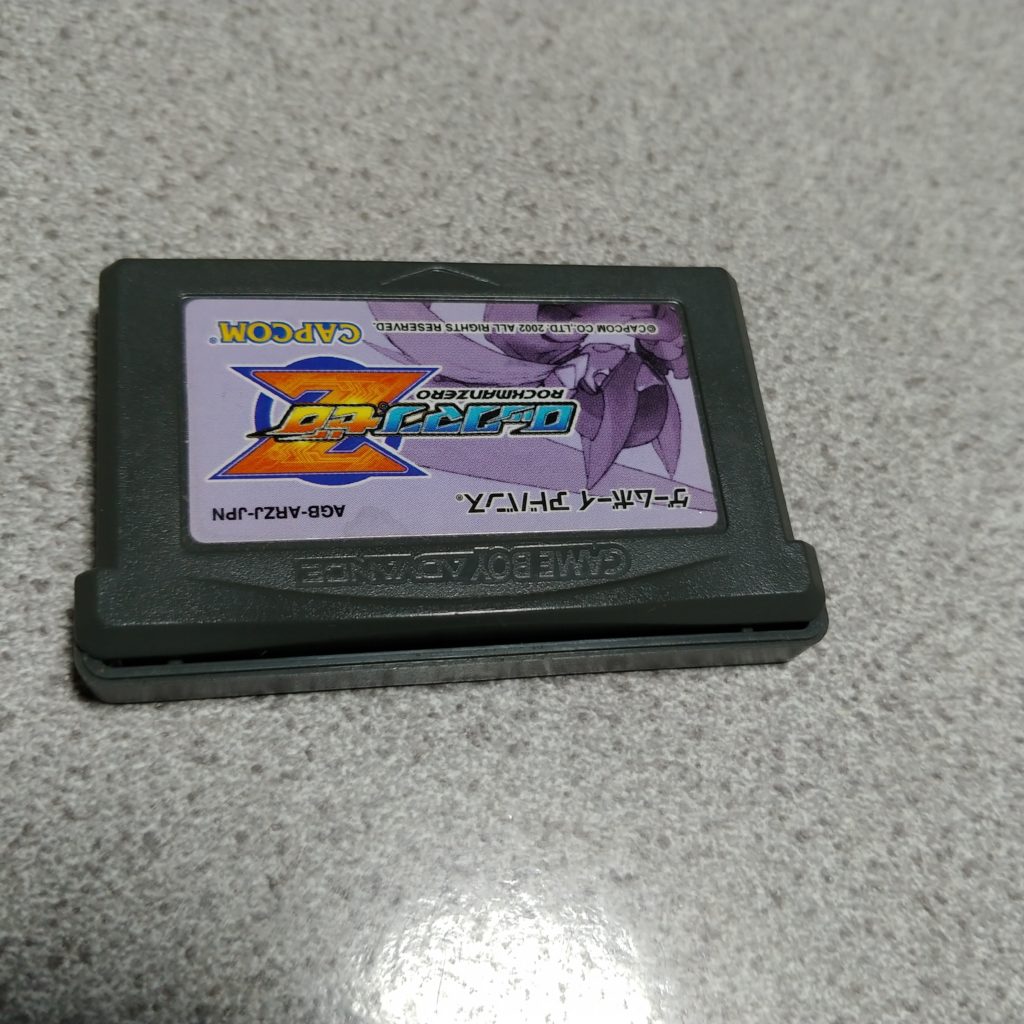 GAME BOY ADVANCE
ゲームボーイ アドバンス®
AGB-ARZJ-JPN
ロックマンゼロ
ROCKMANZERO
Z
©CAPCOM CO.,LTD. 2002 ALL RIGHTS RESERVED.
CAPCOM®